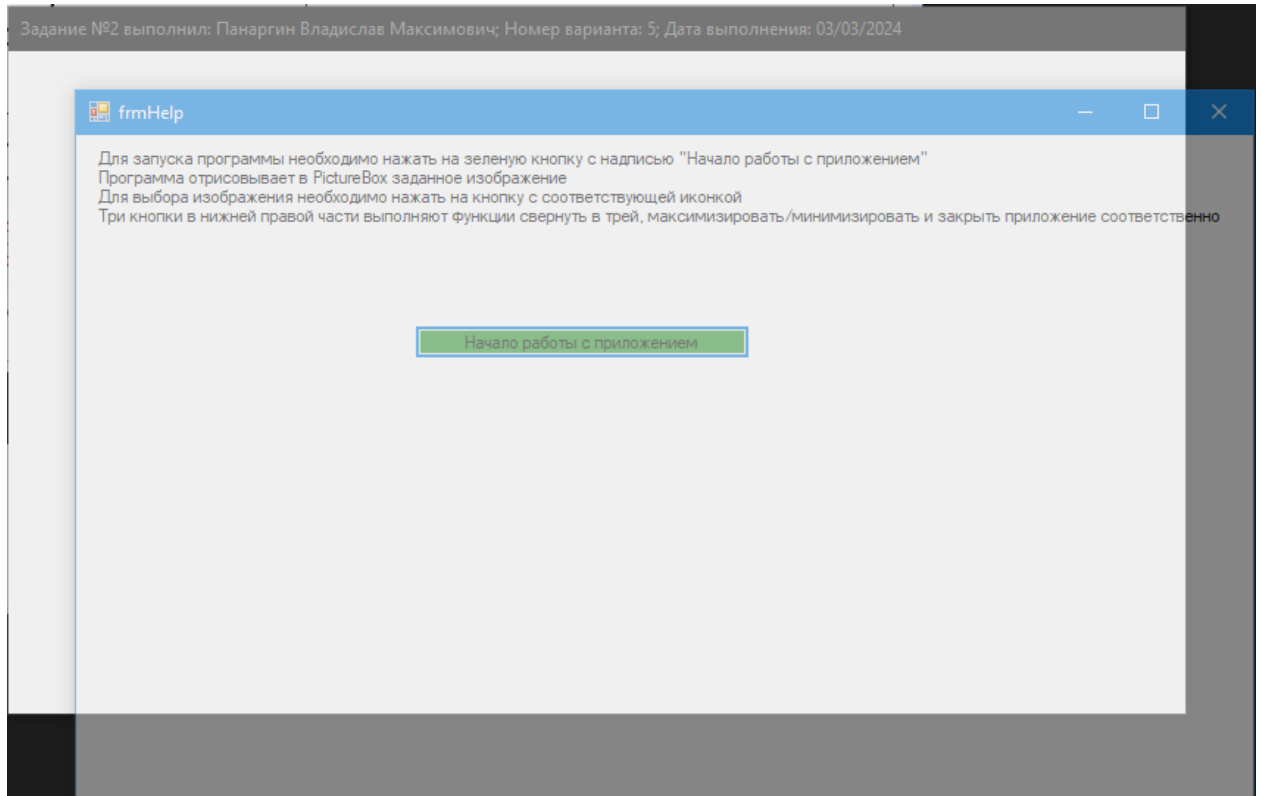 Задание №2 выполнил: Панаргин Владислав Максимович; Номер варианта: 5; Дата выполнения: 03/03/2024
frmHelp
Для запуска программы необходимо нажать на зеленую кнопку с надписью "Начало работы с приложением"
Программа отрисовывает в PictureBox заданное изображение
Для выбора изображения необходимо нажать на кнопку с соответствующей иконкой
Три кнопки в нижней правой части выполняют функции свернуть в трей, максимизировать/минимизировать и закрыть приложение соответственно
Начало работы с приложением